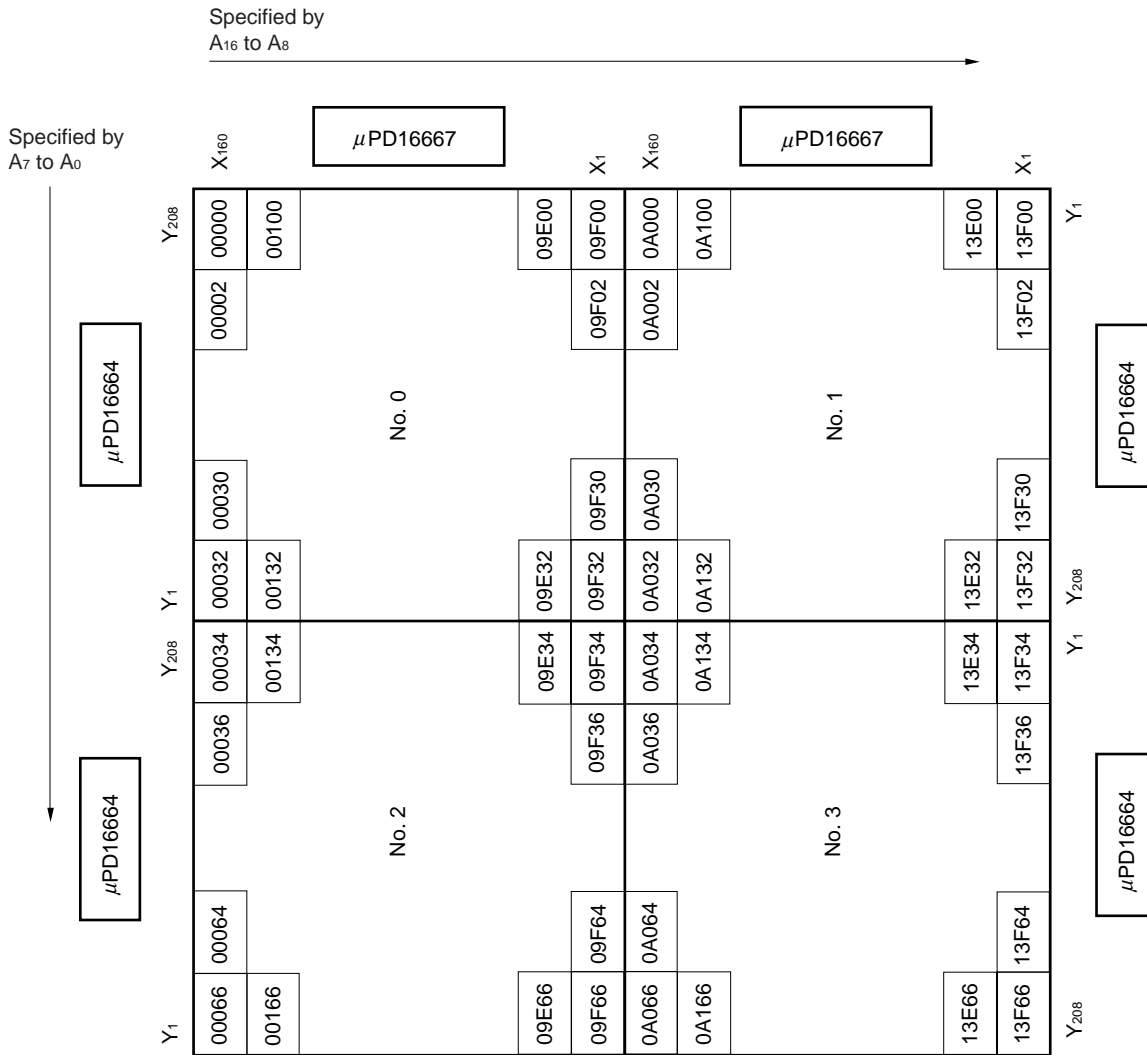 Specified by
A16 to A8
Specified by
A7 to A0
μPD16667
μPD16667
X160
X1
X160
X1
Y208
00000
00100
09E00
09F00
0A000
0A100
13E00
13F00
Y1
00002
09F02
0A002
13F02
μPD16664
No. 0
No. 1
μPD16664
00030
09F30
0A030
13F30
Y1
00032
00132
09E32
09F32
0A032
0A132
13E32
13F32
Y208
Y208
00034
00134
09E34
09F34
0A034
0A134
13E34
13F34
Y1
00036
09F36
0A036
13F36
μPD16664
No. 2
No. 3
μPD16664
00064
09F64
0A064
13F64
Y1
00066
00166
09E66
09F66
0A066
0A166
13E66
13F66
Y208